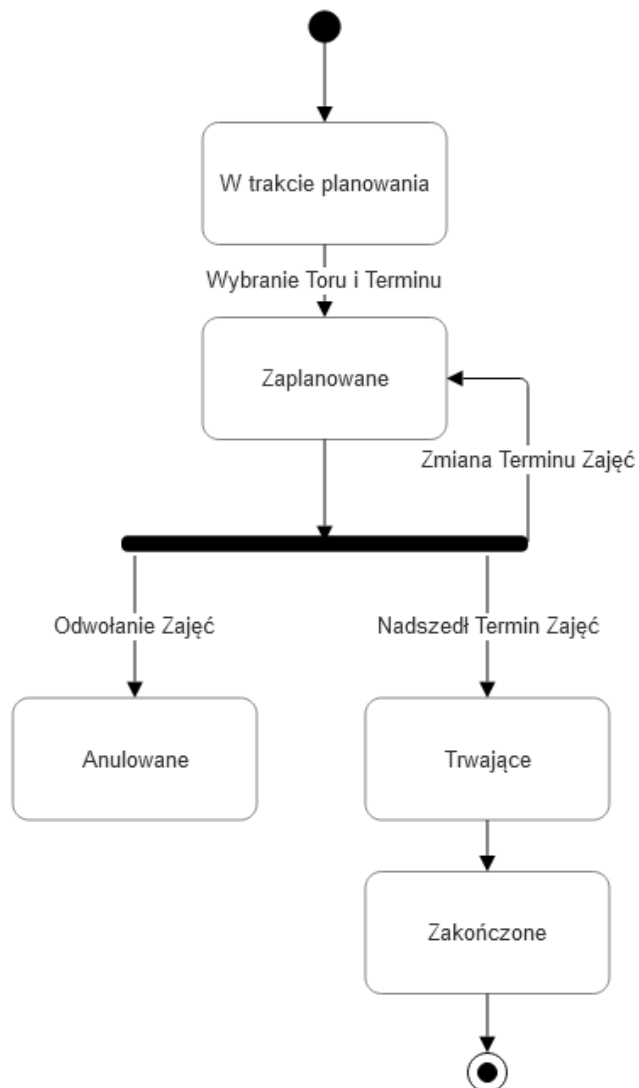 W trakcie planowania
Wybranie Toru i Terminu
Zaplanowane
Zmiana Terminu Zajęć
Odwołanie Zajęć
Nadszedł Termin Zajęć
Anulowane
Trwające
Zakończone